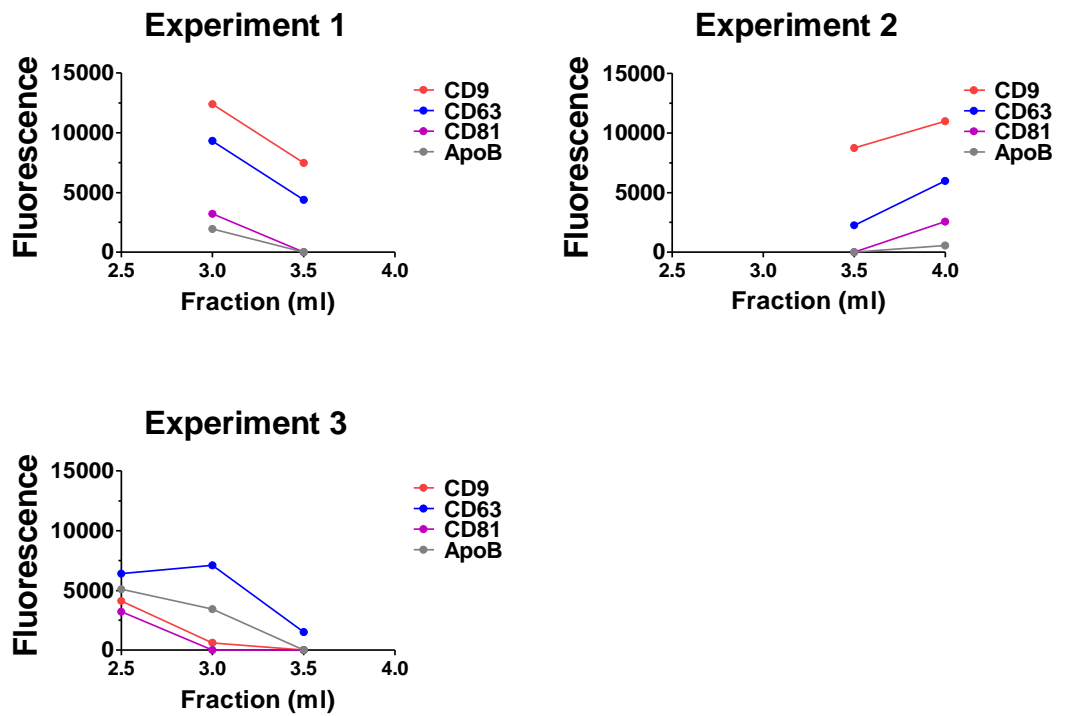 Experiment 1
Fluorescence
15000
10000
5000
0
2.5 3.0 3.5 4.0
Fraction (ml)
CD9
CD63
CD81
ApoB
Experiment 2
Fluorescence
15000
10000
5000
0
2.5 3.0 3.5 4.0
Fraction (ml)
CD9
CD63
CD81
ApoB
Experiment 3
Fluorescence
15000
10000
5000
0
2.5 3.0 3.5 4.0
Fraction (ml)
CD9
CD63
CD81
ApoB